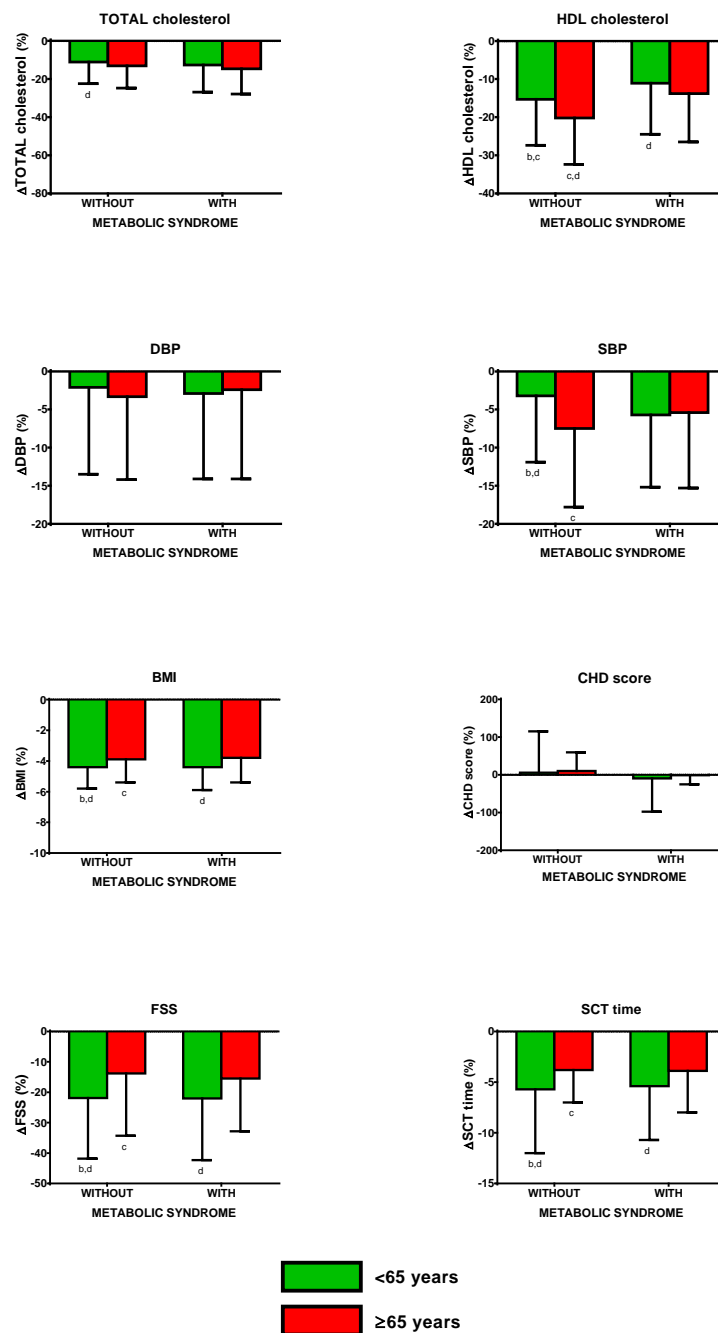 TOTAL cholesterol
ΔTOTAL cholesterol (%)
0
-20
-40
-60
-80
d
WITHOUT
WITH
METABOLIC SYNDROME
HDL cholesterol
ΔHDL cholesterol (%)
0
-10
-20
-30
-40
b,c
c,d
d
WITHOUT
WITH
METABOLIC SYNDROME
DBP
ΔDBP (%)
0
-5
-10
-15
-20
WITHOUT
WITH
METABOLIC SYNDROME
SBP
ΔSBP (%)
0
-5
-10
-15
-20
b,d
c
WITHOUT
WITH
METABOLIC SYNDROME
BMI
ΔBMI (%)
0
-2
-4
-6
-8
-10
b,d
c
d
WITHOUT
WITH
METABOLIC SYNDROME
CHD score
ΔCHD score (%)
200
100
0
-100
-200
WITHOUT
WITH
METABOLIC SYNDROME
FSS
ΔFSS (%)
0
-10
-20
-30
-40
-50
b,d
c
d
WITHOUT
WITH
METABOLIC SYNDROME
SCT time
ΔSCT time (%)
0
-5
-10
-15
b,d
c
d
WITHOUT
WITH
METABOLIC SYNDROME
<65 years
≥65 years